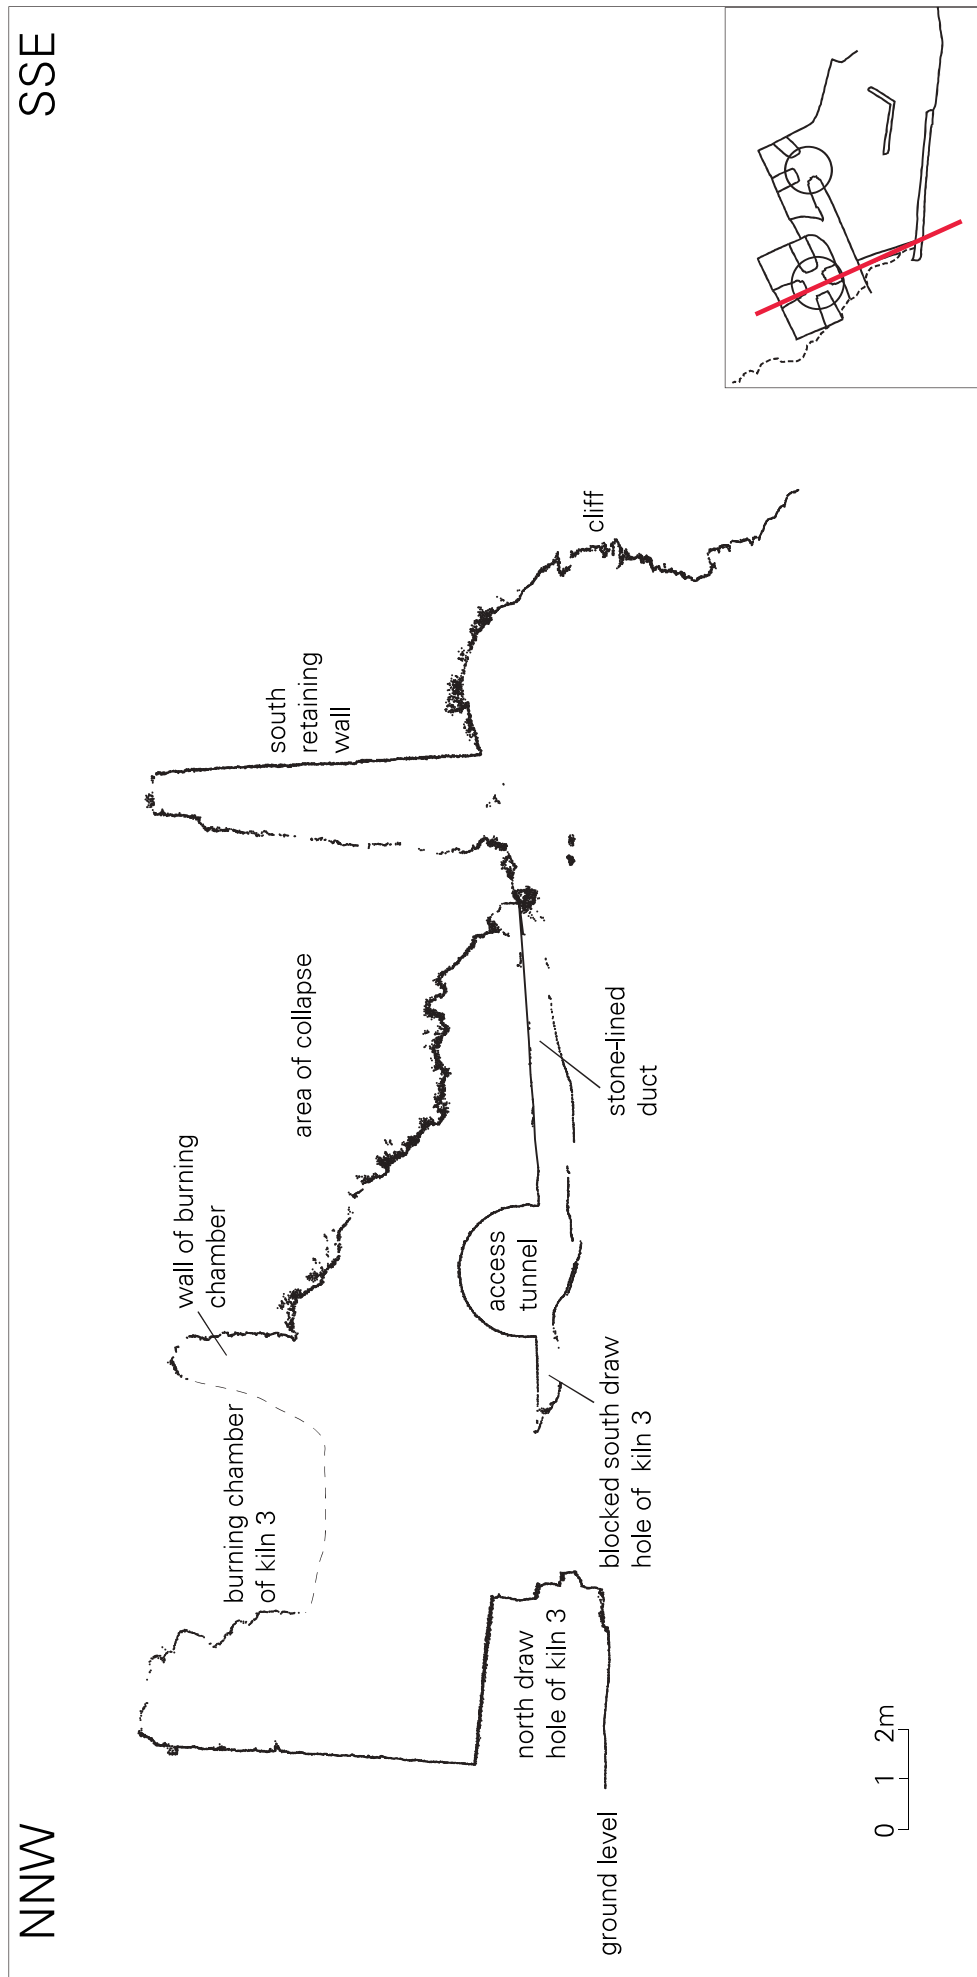 NNW
SSE
burning chamber
of kiln 3
wall of burning
chamber
area of collapse
south
retaining
wall
cliff
north draw
hole of kiln 3
access
tunnel
stone-lined
duct
blocked south draw
hole of kiln 3
ground level
0 1 2m